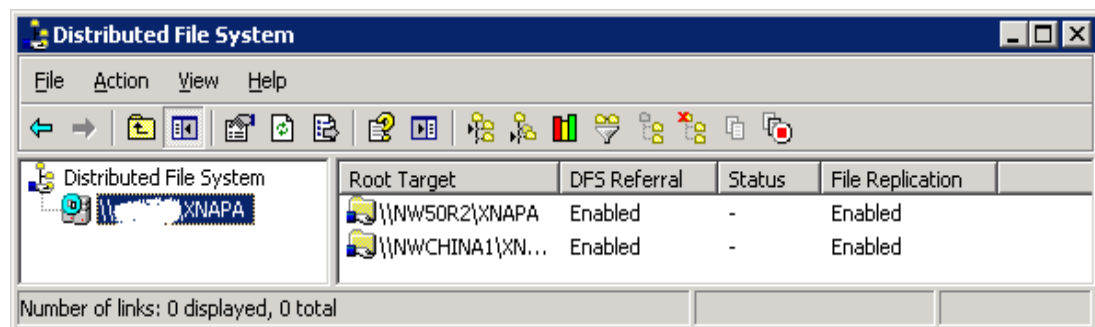 Distributed File System
File Action View Help
Distributed File System
\\ XNAPA
Root Target DFS Referral Status File Replication
\\NW50R2\XNAPA Enabled - Enabled
\\NWCHINA1\XN... Enabled - Enabled
Number of links: 0 displayed, 0 total